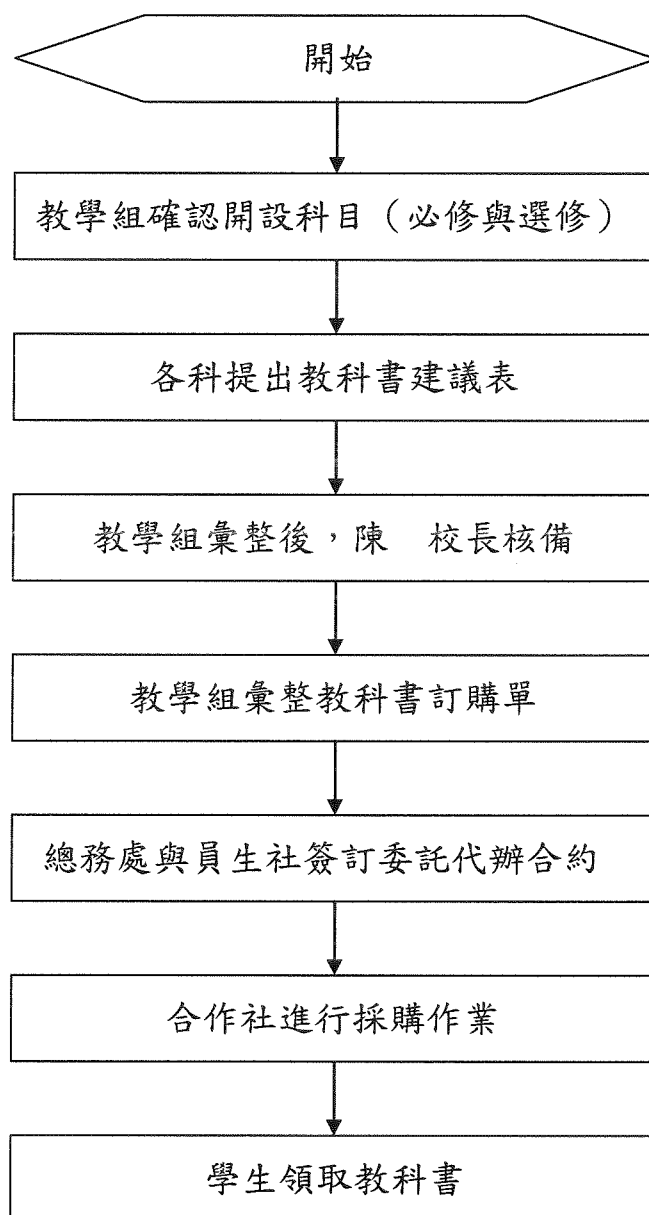 開始
教學組確認開設科目（必修與選修）
各科提出教科書建議表
教學組彙整後，陳　校長核備
教學組彙整教科書訂購單
總務處與員生社簽訂委託代辦合約
合作社進行採購作業
學生領取教科書